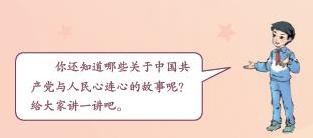 你还知道哪些关于中国共
产党与人民心连心的故事呢?
给大家讲一讲吧。